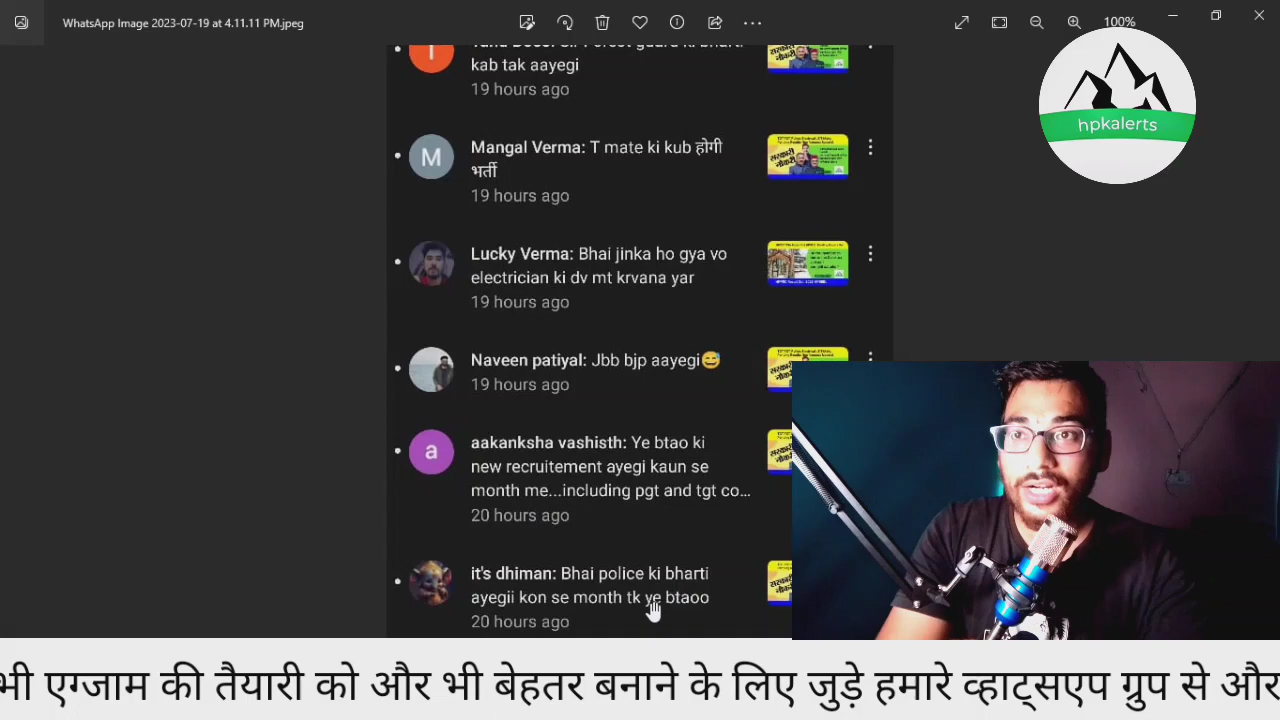 WhatsApp Image 2023-07-19 at 4.11.11 PM.jpeg
100%
hpkalerts
kab tak aayegi
19 hours ago
Mangal Verma: T mate ki kub होगी
भर्ती
19 hours ago
Lucky Verma: Bhai jinka ho gya vo
electrician ki dv mt krvana yar
19 hours ago
Naveen patiyal: Jbb bjp aayegi😅
19 hours ago
aakanksha vashisth: Ye btao ki
new recruitement ayegi kaun se
month me...including pgt and tgt co...
20 hours ago
it's dhiman: Bhai police ki bharti
ayegii kon se month tk ye btaoo
20 hours ago
सरकारी
नौकरी
भी एग्जाम की तैयारी को और भी बेहतर बनाने के लिए जुड़े हमारे व्हाट्सएप ग्रुप से और